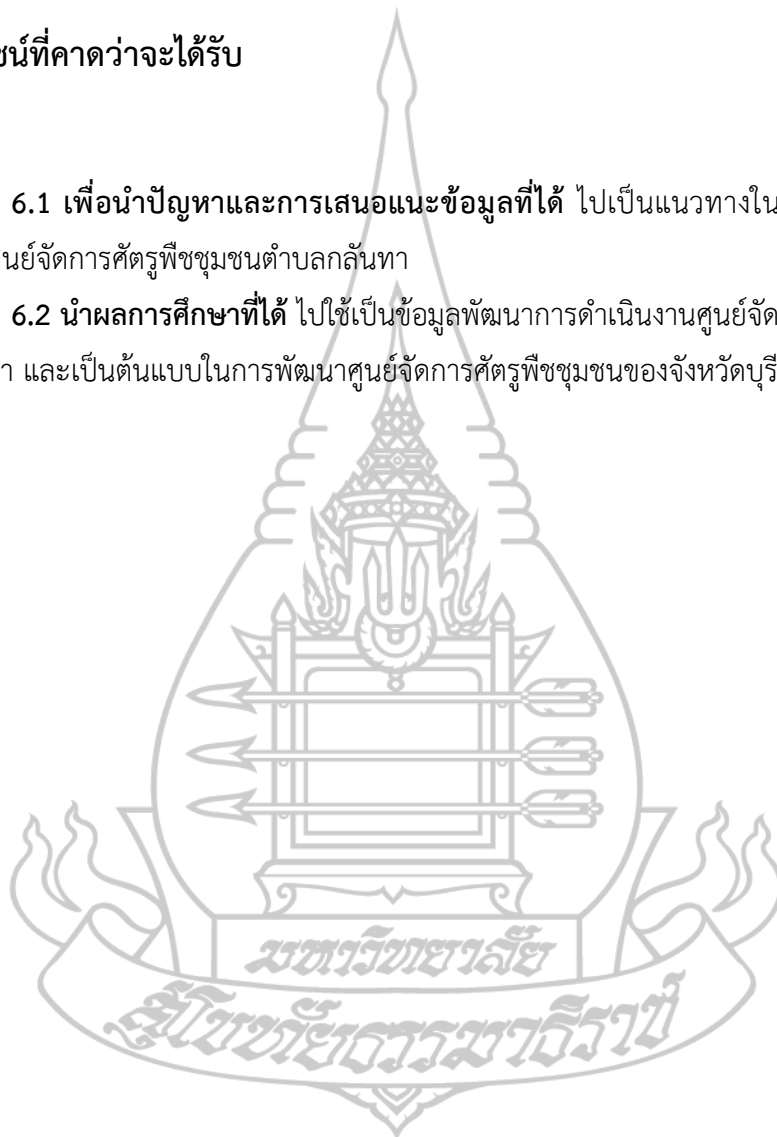 ชน์ที่คาดว่าจะได้รับ
6.1 เพื่อนำปัญหาและการเสนอแนะข้อมูลที่ได้ ไปเป็นแนวทางใน
นย์จัดการศัตรูพืชชุมชนตำบลกลันทา
6.2 นำผลการศึกษาที่ได้ ไปใช้เป็นข้อมูลพัฒนาการดำเนินงานศูนย์จัด
า และเป็นต้นแบบในการพัฒนาศูนย์จัดการศัตรูพืชชุมชนของจังหวัดบุรี
มหาวิทยาลัย
สุโขทัยธรรมาธิราช